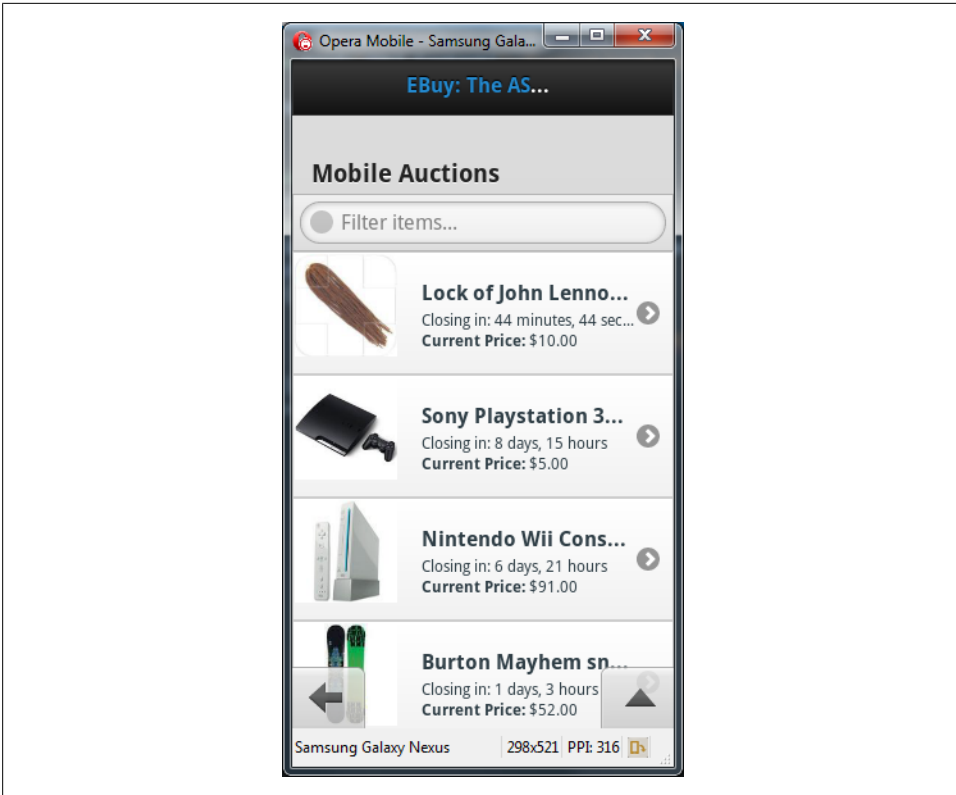 Opera Mobile - Samsung Gala...
EBuy: The AS...
Mobile Auctions
Filter items...
Lock of John Lenno...
Closing in: 44 minutes, 44 sec...
Current Price: $10.00
Sony Playstation 3...
Closing in: 8 days, 15 hours
Current Price: $5.00
Nintendo Wii Cons...
Closing in: 6 days, 21 hours
Current Price: $91.00
Burton Mayhem sn...
Closing in: 1 days, 3 hours
Current Price: $52.00
Samsung Galaxy Nexus 298x521 PPI: 316